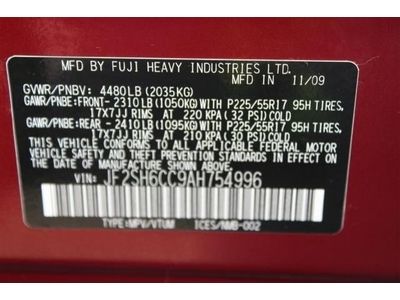 MFD BY FUJI HEAVY INDUSTRIES LTD. 11/09
GVWR/PNBV: 4480LB (2035KG)
GAWR/PNBE:FRONT-2310LB(1050KG)WITH P225/55R17 95H TIRES,
17X7JJ RIMS AT 220 KPA (32 PSI)COLD
GAWR/PNBE:REAR -2410LB(1095KG)WITH P225/55R17 95H TIRES,
17X7JJ RIMS AT 210 KPA (30 PSI)COLD
THIS VEHICLE CONFORMS TO ALL APPLICABLE FEDERAL MOTOR
VEHICLE SAFETY AND THEFT PREVENTION STANDARDS IN EFFECT
ON THE DATE OF MANUFACTURE SHOWN ABOVE.
VIN: JF2SH6CC9AH754996
TYPE:MPV/VTUM ICES/NMB-002